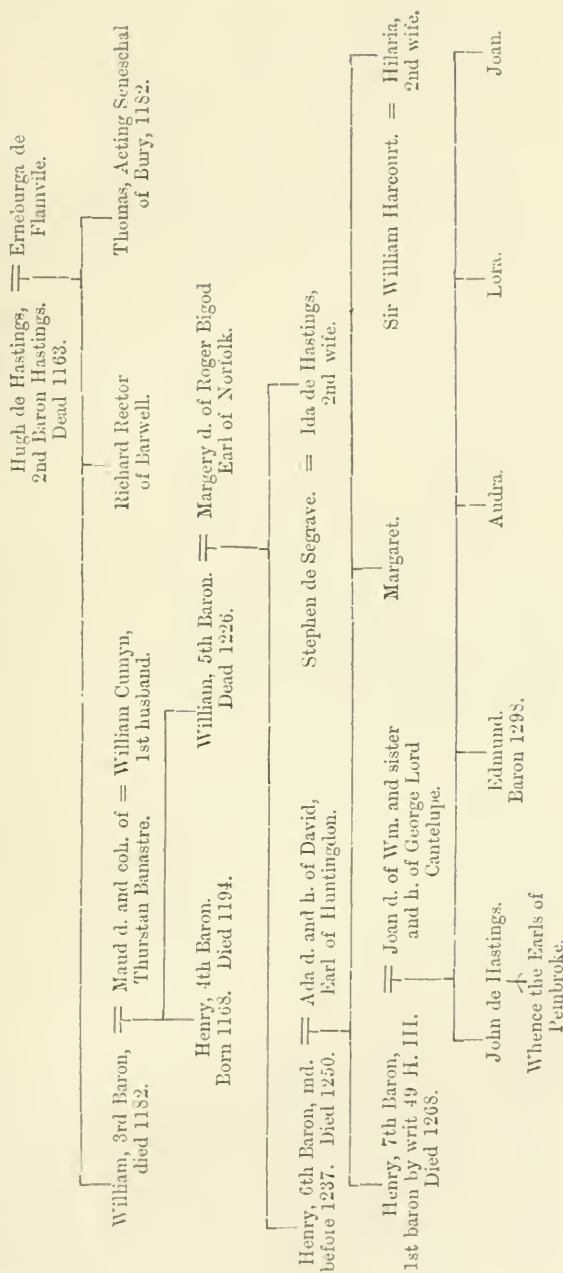 Hugh de Hastings,
2nd Baron Hastings.
Dead 1163.
= Erneburga de
Flamvile.
William, 3rd Baron,
died 1182.
= Maud d. and coh. of
Thurstan Banastre.
= William Cumyn,
1st husband.
Richard Rector
of Barwell.
Thomas, Acting Seneschal
of Bury, 1182.
Henry, 4th Baron.
Born 1168. Died 1194.
William, 5th Baron.
Dead 1226.
= Margery d. of Roger Bigod
Earl of Norfolk.
Henry, 6th Baron, md.
before 1237. Died 1250.
= Ada d. and h. of David,
Earl of Huntingdon.
Stephen de Segrave. = Ida de Hastings,
2nd wife.
Henry, 7th Baron,
1st baron by writ 49 H. III.
Died 1268.
= Joan d. of Wm. and sister
and h. of George Lord
Cantelupe.
Margaret.
Sir William Harcourt. = Hilaria,
2nd wife.
John de Hastings.
Whence the Earls of
Pembroke.
Edmund.
Baron 1298.
Audra.
Lora.
Joan.